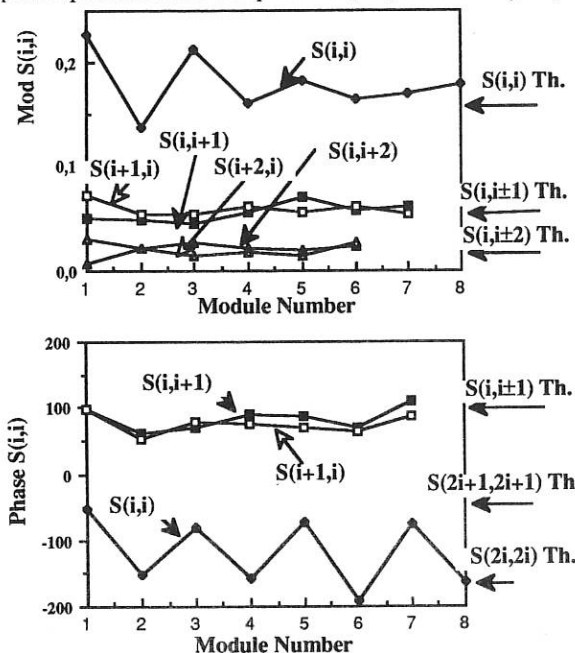 0,2
0,1
0,0
Mod S(i,i)
S(i,i)
S(i,i+1)
S(i,i+2)
S(i+1,i)
S(i+2,i)
S(i,i) Th.
S(i,i±1) Th.
S(i,i±2) Th.
1 2 3 4 5 6 7 8
Module Number
200
100
0
-100
-200
Phase S(i,i)
S(i,i+1)
S(i+1,i)
S(i,i)
S(i,i±1) Th.
S(2i+1,2i+1) Th
S(2i,2i) Th.
1 2 3 4 5 6 7 8
Module Number